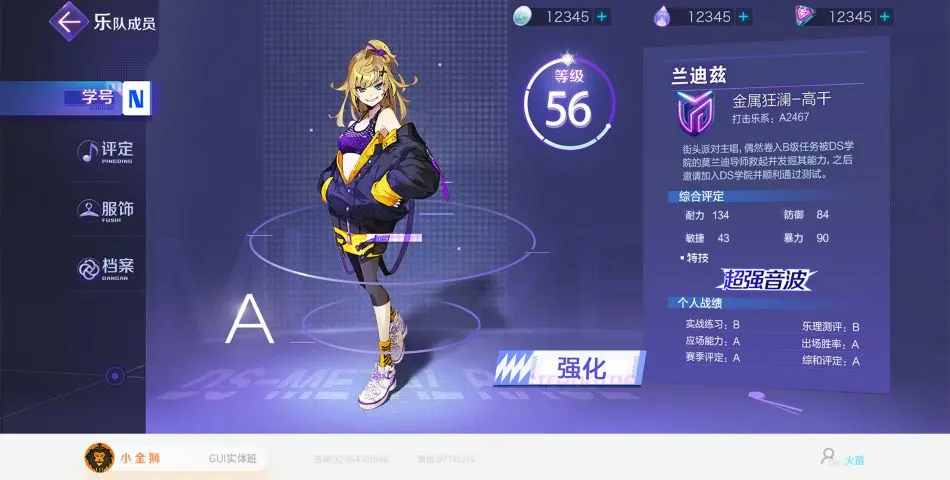 乐队成员
12345 +
12345 +
12345 +
学号
N
评定
PINGDING
服饰
FUSHI
档案
DANGAN
等级
56
A
强化
兰迪兹
金属狂澜-高干
打击乐系：A2467
街头派对主唱，偶然卷入B级任务被DS学
院的莫兰迪导师救起并发掘其能力，之后
邀请加入DS学院并顺利通过测试。
综合评定
耐力 134 防御 84
敏捷 43 暴力 90
特技
超强音波
个人战绩
实战练习：B 乐理测评：B
应场能力：A 出场胜率：A
赛季评定：A 综和评定：A
小金狮
GUI实体班
火苗